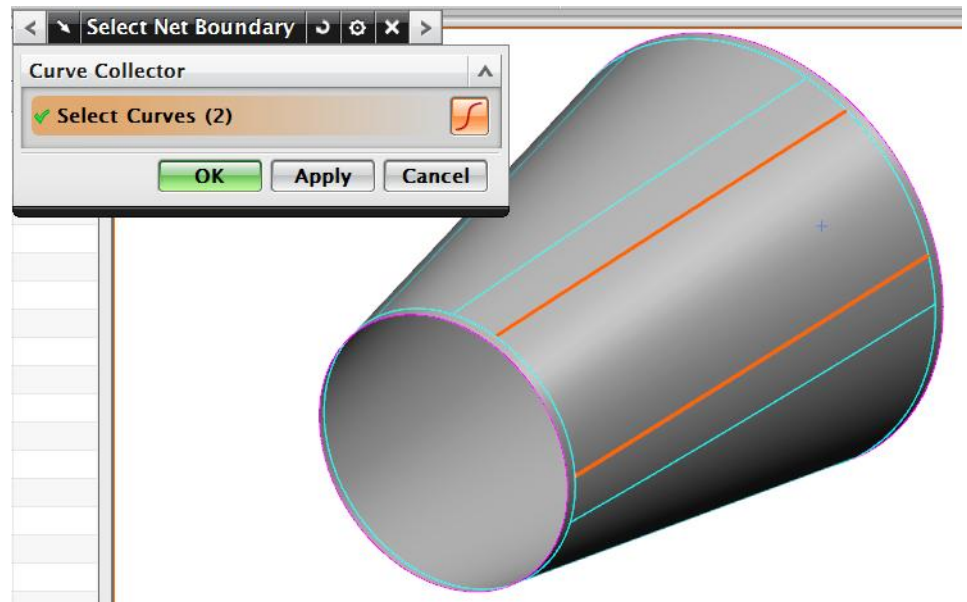 Select Net Boundary
Curve Collector
Select Curves (2)
OK Apply Cancel